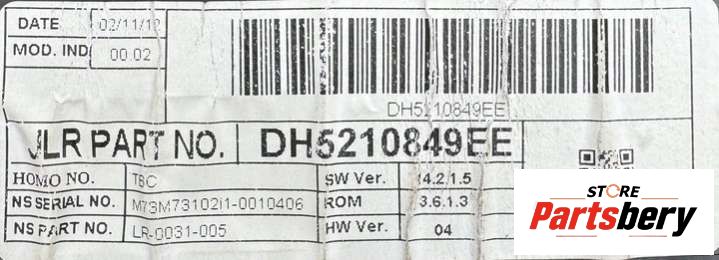 DATE 02/11/12
MOD. IND 00 02
DH5210849EE
JLR PART NO. DH5210849EE
HOMO NO. TBC SW Ver. 14.2.1.5
NS SERIAL NO. M73M73102I1-0010406 ROM 3.6.1.3
NS PART NO. LR-0031-005 HW Ver. 04
STORE
Partsbery